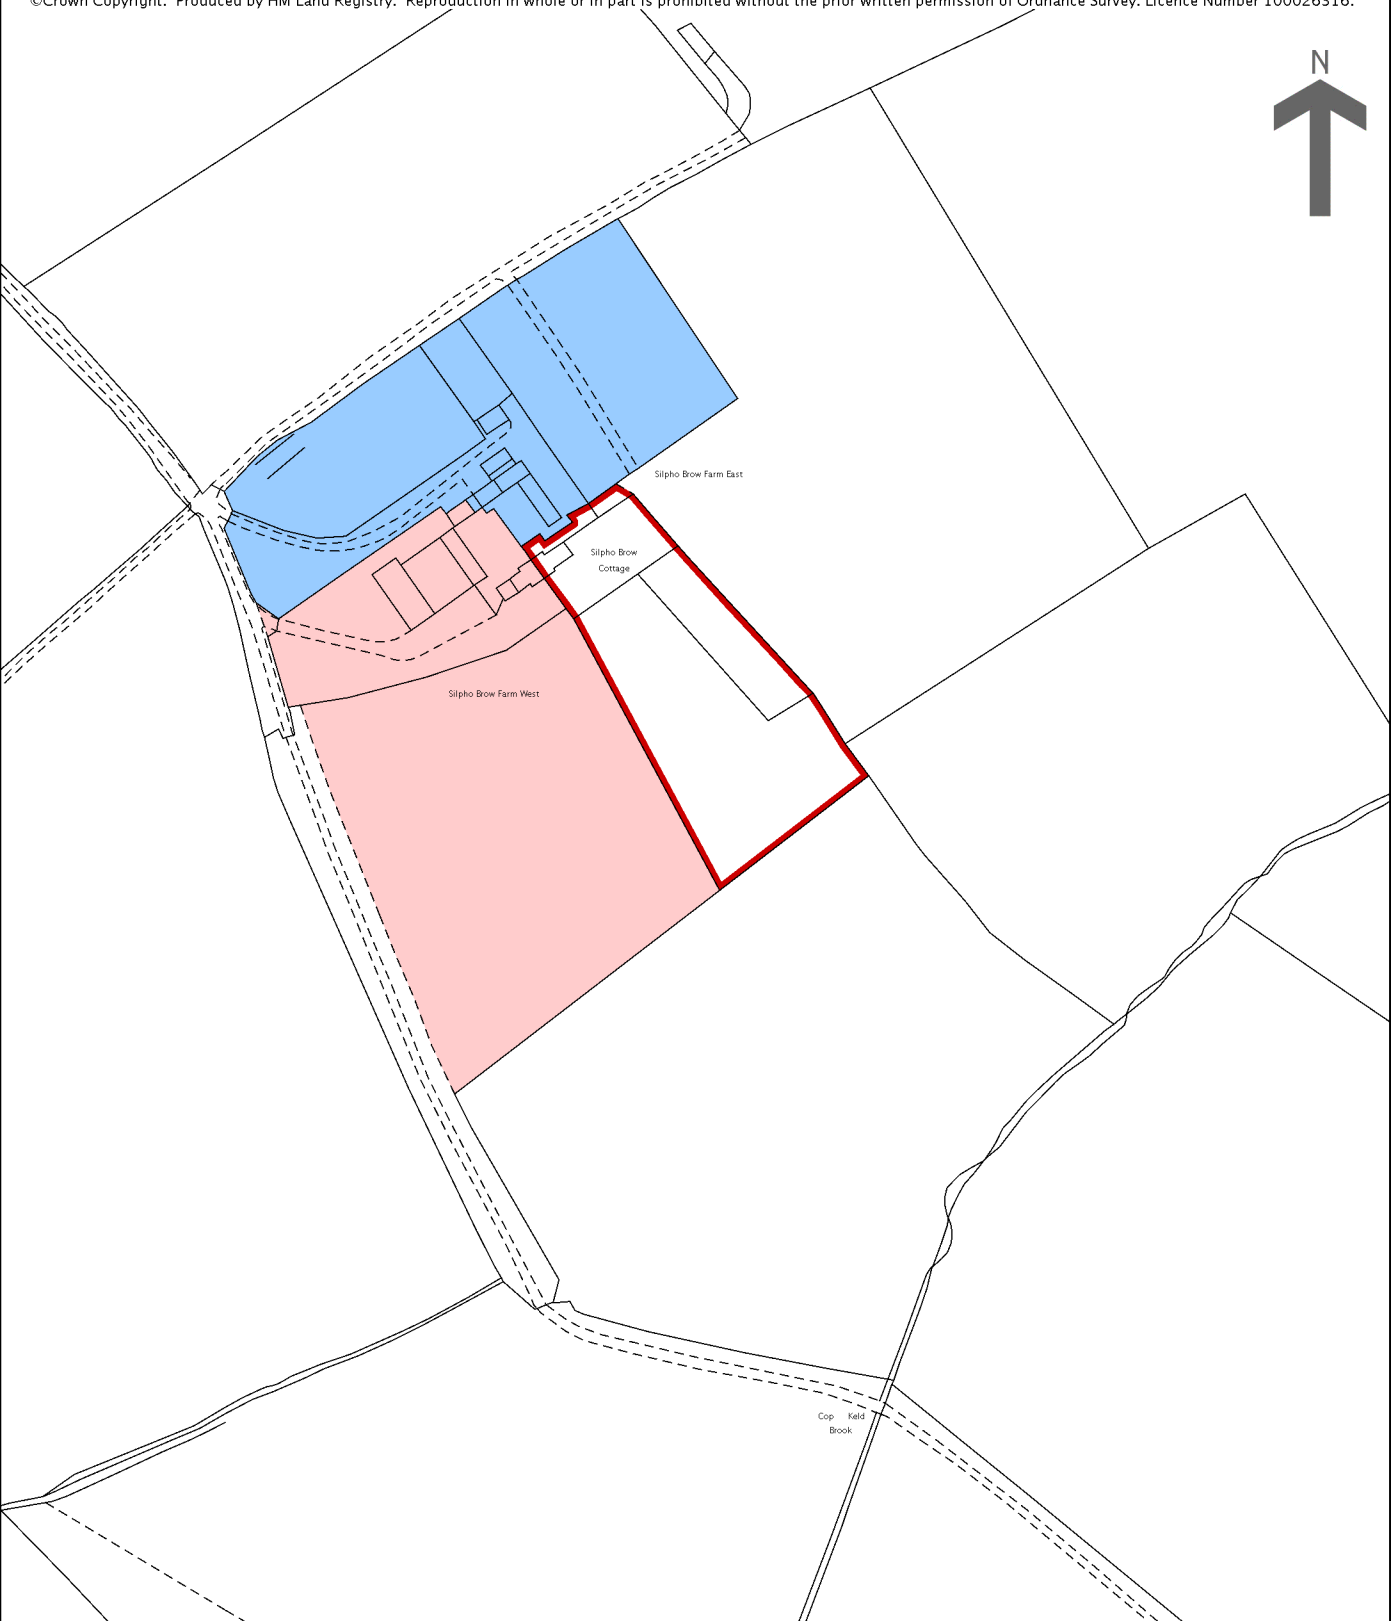 ©Crown Copyright. Produced by HM Land Registry. Reproduction in whole or in part is prohibited without the prior written permission of Ordnance Survey. Licence Number 100026316.
N
Silpho Brow Farm East
Silpho Brow
Cottage
Silpho Brow Farm West
Cop Keld
Brook